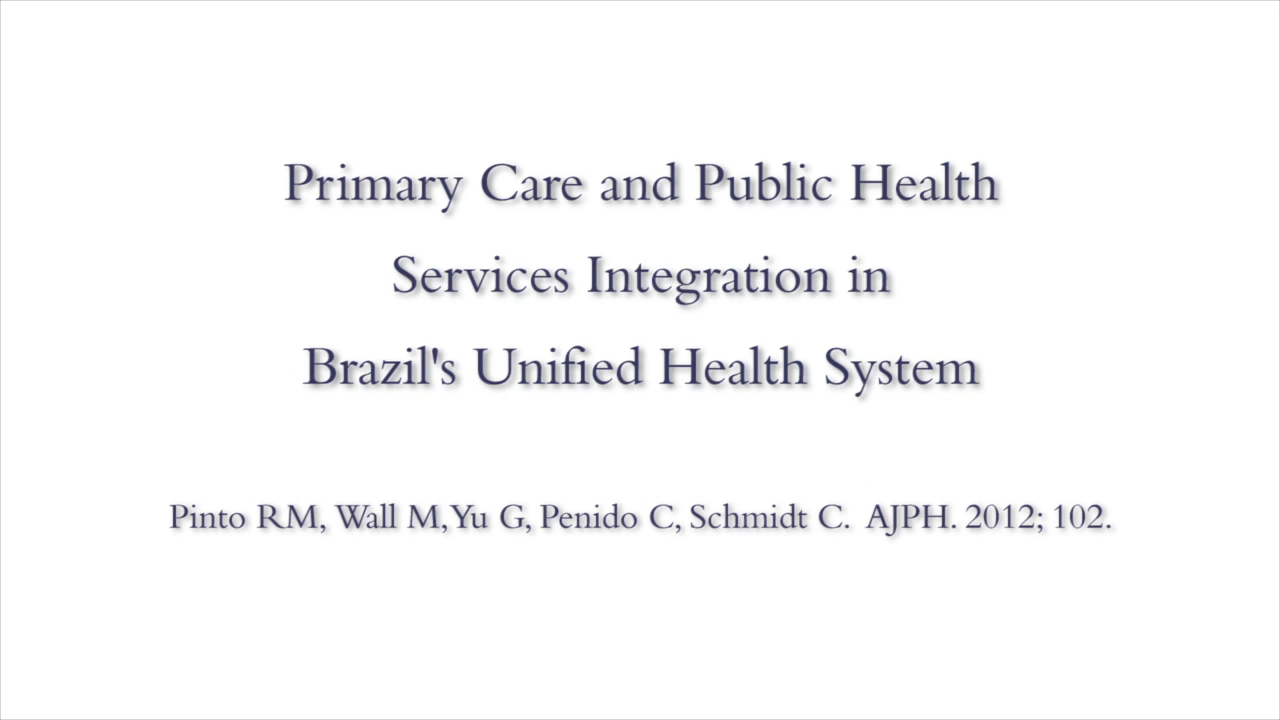 Primary Care and Public Health
Services Integration in
Brazil's Unified Health System
Pinto RM, Wall M,Yu G, Penido C, Schmidt C.  AJPH. 2012; 102.